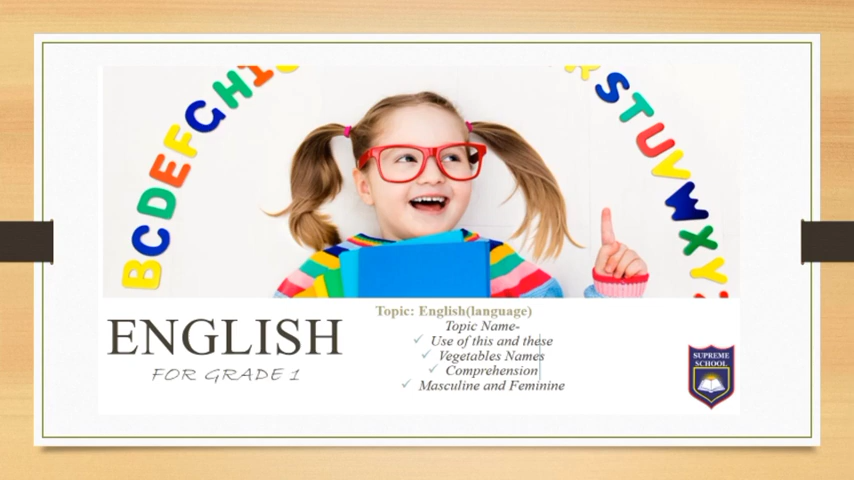 B C D E F G H I
R S T U V W X Y
ENGLISH
FOR GRADE 1
Topic: English(language)
Topic Name-
✓ Use of this and these
✓ Vegetables Names
✓ Comprehension
✓ Masculine and Feminine
SUPREME
SCHOOL